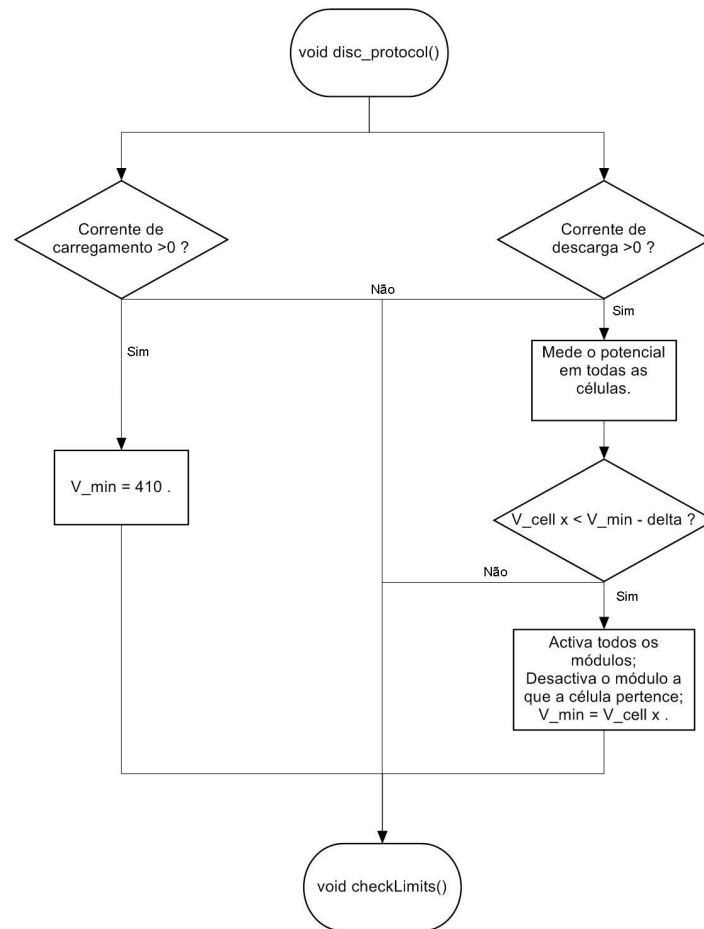 void disc_protocol()
Corrente de
carregamento >0 ?
Corrente de
descarga >0 ?
Não
Sim
Sim
Mede o potencial
em todas as
células.
V_min = 410 .
V_cell x < V_min - delta ?
Não
Sim
Activa todos os
módulos;
Desactiva o módulo a
que a célula pertence;
V_min = V_cell x .
void checkLimits()